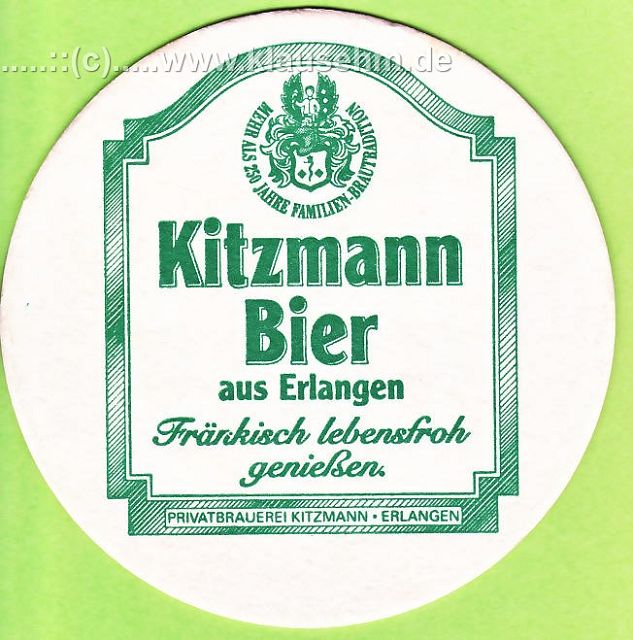 .....::(c).....www.klausehm.de
MEHR ALS 250 JAHRE FAMILIEN-BRAUTRADITION
Kitzmann
Bier
aus Erlangen
Fränkisch lebensfroh
genießen.
PRIVATBRAUEREI KITZMANN · ERLANGEN